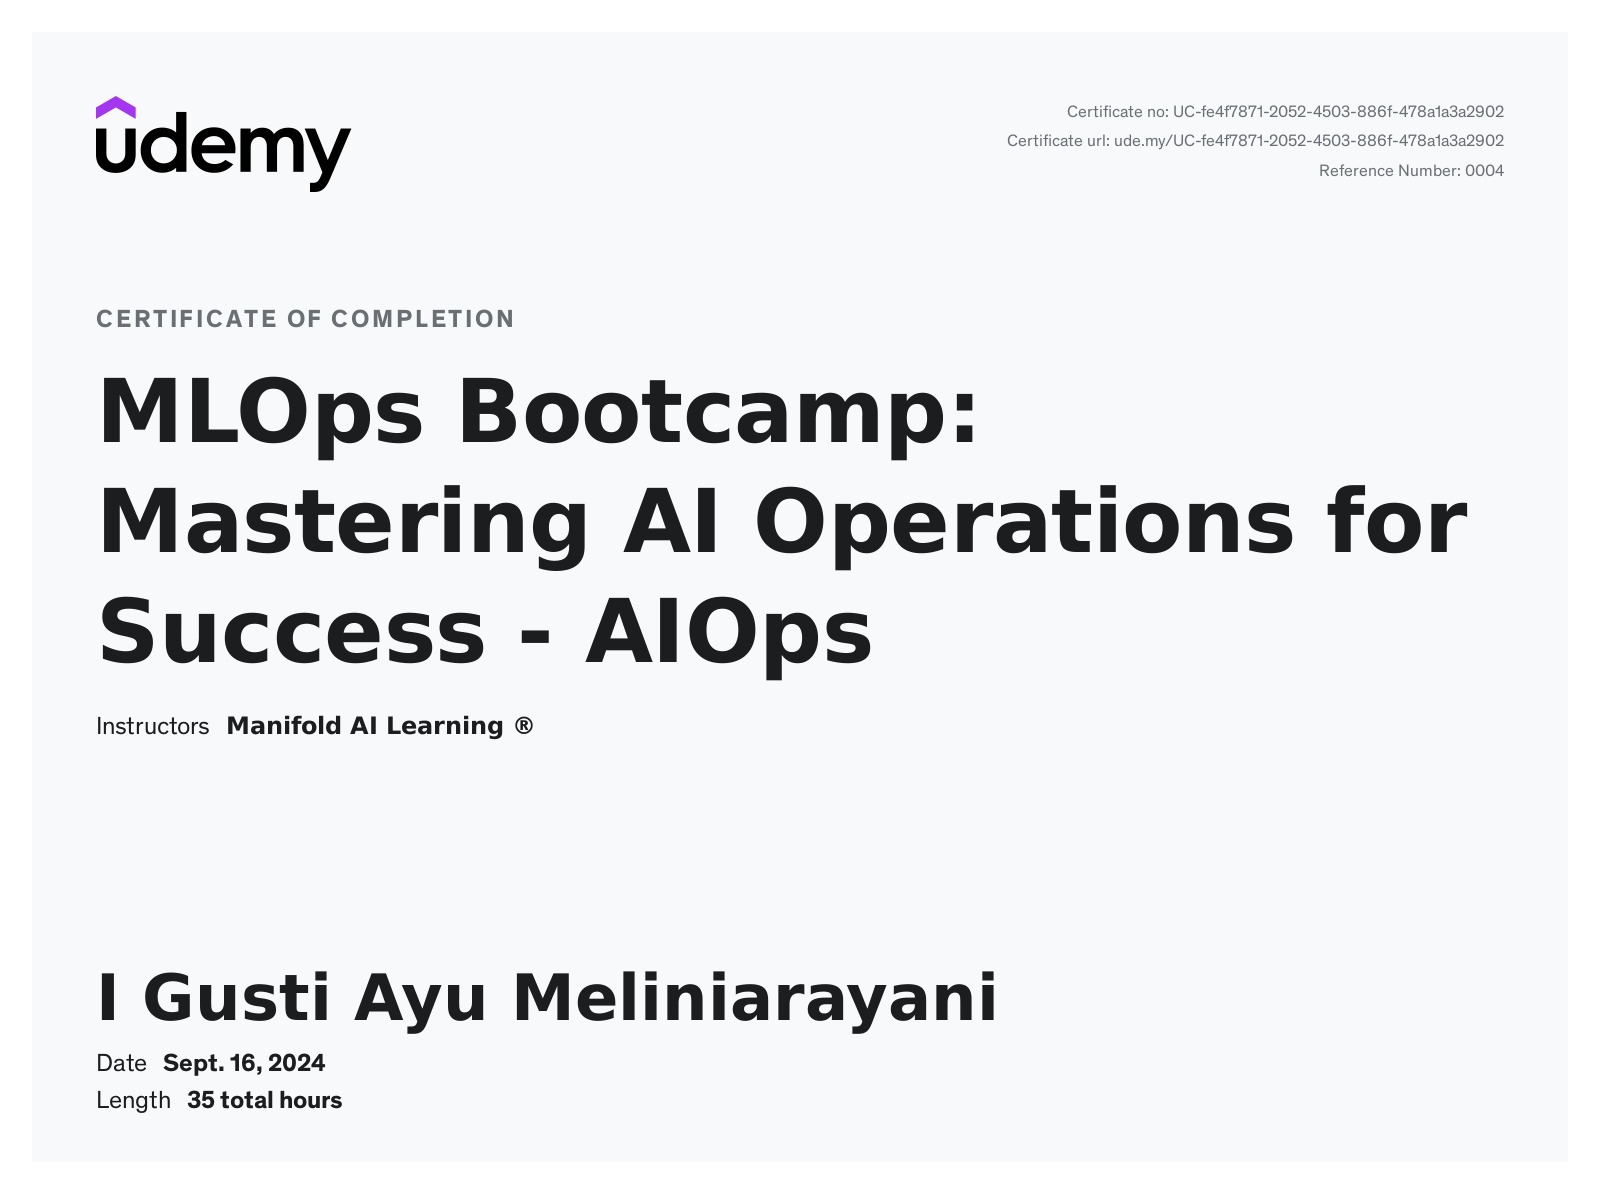 udemy
Certificate no: UC-fe4f7871-2052-4503-886f-478a1a3a2902
Certificate url: ude.my/UC-fe4f7871-2052-4503-886f-478a1a3a2902
Reference Number: 0004
CERTIFICATE OF COMPLETION
MLOps Bootcamp:
Mastering AI Operations for
Success - AIOps
Instructors Manifold AI Learning ®
I Gusti Ayu Meliniarayani
Date Sept. 16, 2024
Length 35 total hours